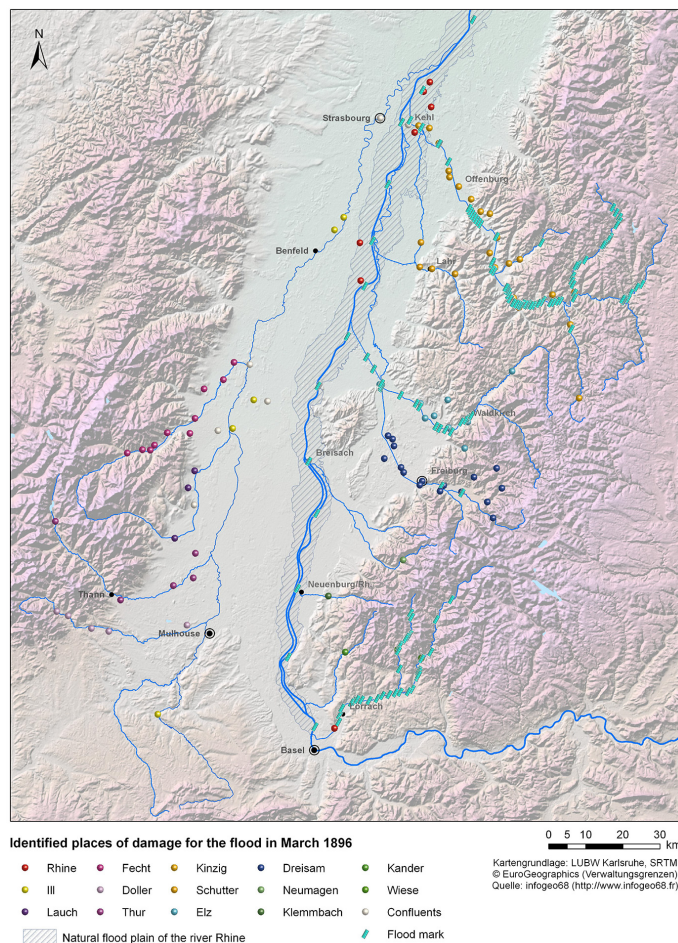 N
Strasbourg
Kehl
Offenburg
Benfeld
Lahr
Waldkirch
Breisach
Freiburg
Thann
Neuenburg/Rh.
Mulhouse
Lörrach
Basel
Identified places of damage for the flood in March 1896
0 5 10 20 30
km
Rhine Fecht Kinzig Dreisam Kander
Ill Doller Schutter Neumagen Wiese
Lauch Thur Elz Klemmbach Confluents
Natural flood plain of the river Rhine Flood mark
Kartengrundlage: LUBW Karlsruhe, SRTM
© EuroGeographics (Verwaltungsgrenzen)
Quelle: infogeo68 (http://www.infogeo68.fr)